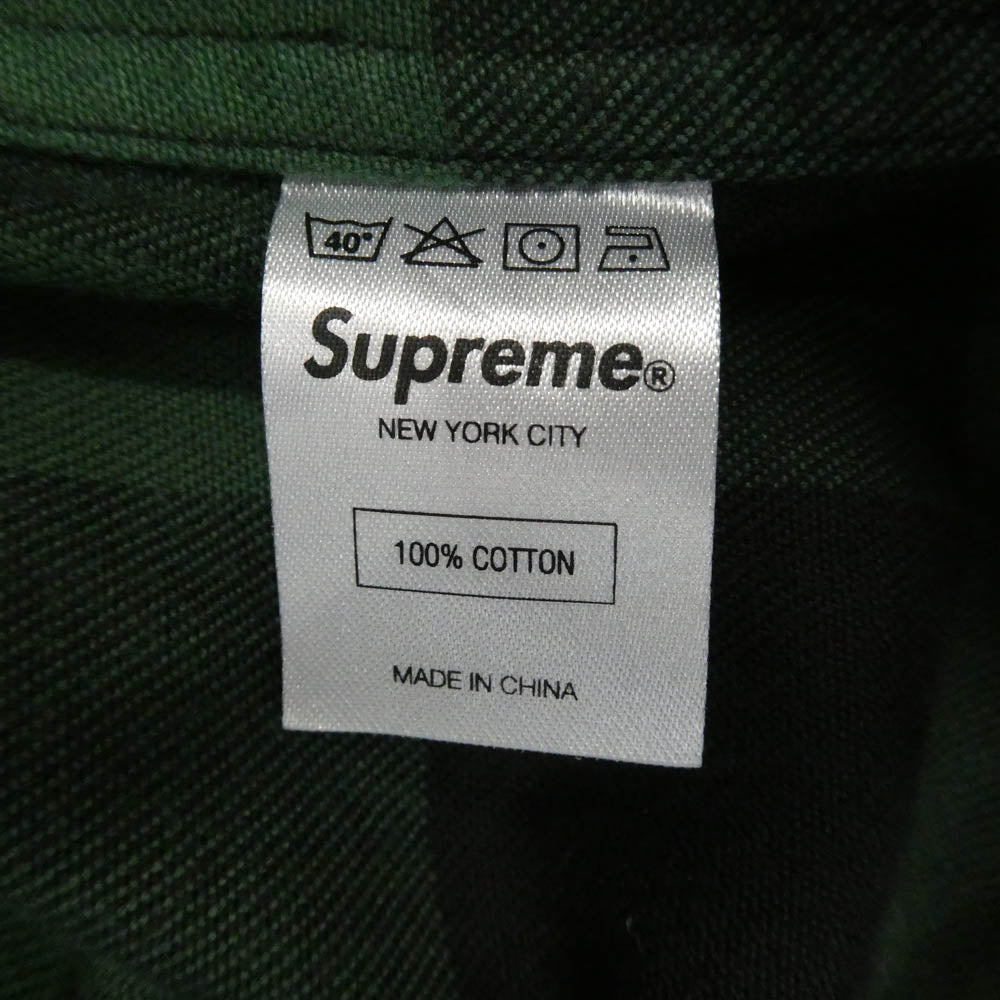 40°
Supreme®
NEW YORK CITY
100% COTTON
MADE IN CHINA